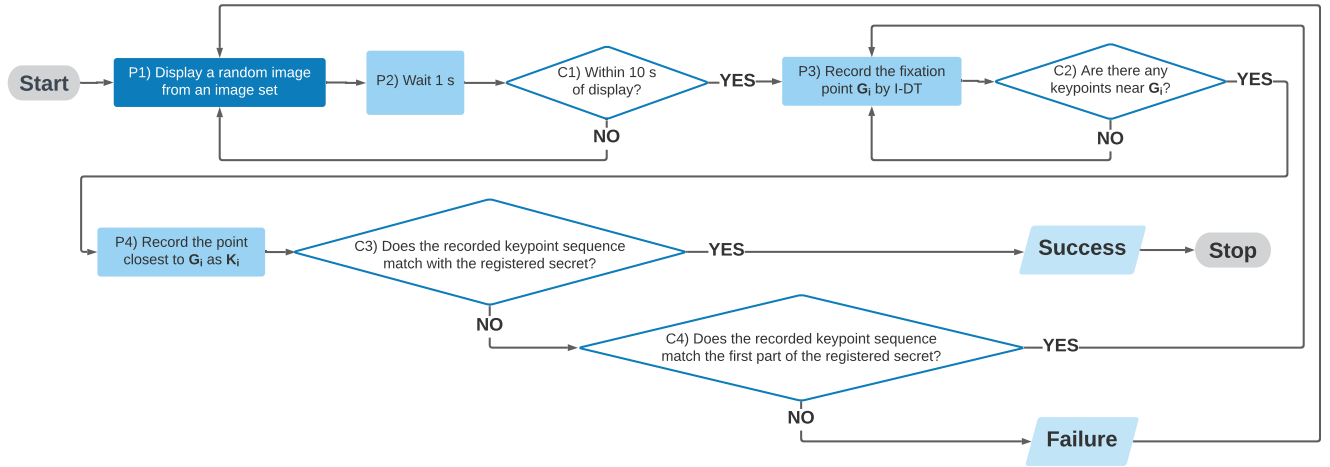 Start
P1) Display a random image
from an image set
P2) Wait 1 s
C1) Within 10 s
of display?
YES
NO
P3) Record the fixation
point Gi by I-DT
C2) Are there any
keypoints near Gi?
YES
NO
P4) Record the point
closest to Gi as Ki
C3) Does the recorded keypoint sequence
match with the registered secret?
YES
NO
Success
Stop
C4) Does the recorded keypoint sequence
match the first part of the registered secret?
YES
NO
Failure